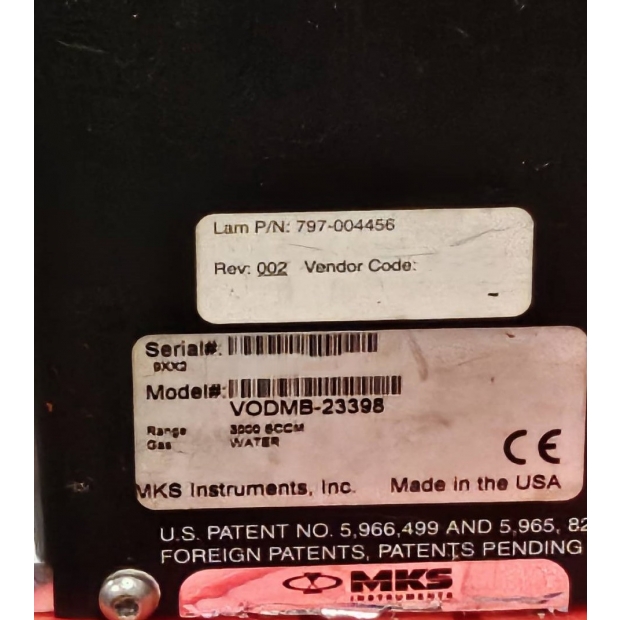 Lam P/N: 797-004456
Rev: 002 Vendor Code:
Serial#:
Model#:
VODMB-23398
Range 3000 SCCM
Gas WATER
MKS Instruments, Inc. Made in the USA
CE
U.S. PATENT NO. 5,966,499 AND 5,965, 82
FOREIGN PATENTS, PATENTS PENDING
MKS
INSTRUMENTS